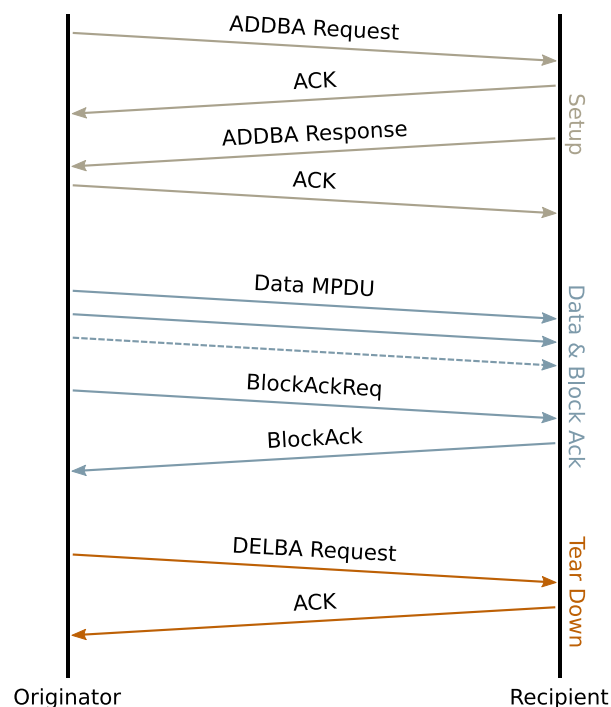 ADDBA Request
ACK
ADDBA Response
ACK
Setup
Data MPDU
BlockAckReq
BlockAck
Data & Block Ack
DELBA Request
ACK
Tear Down
Originator
Recipient